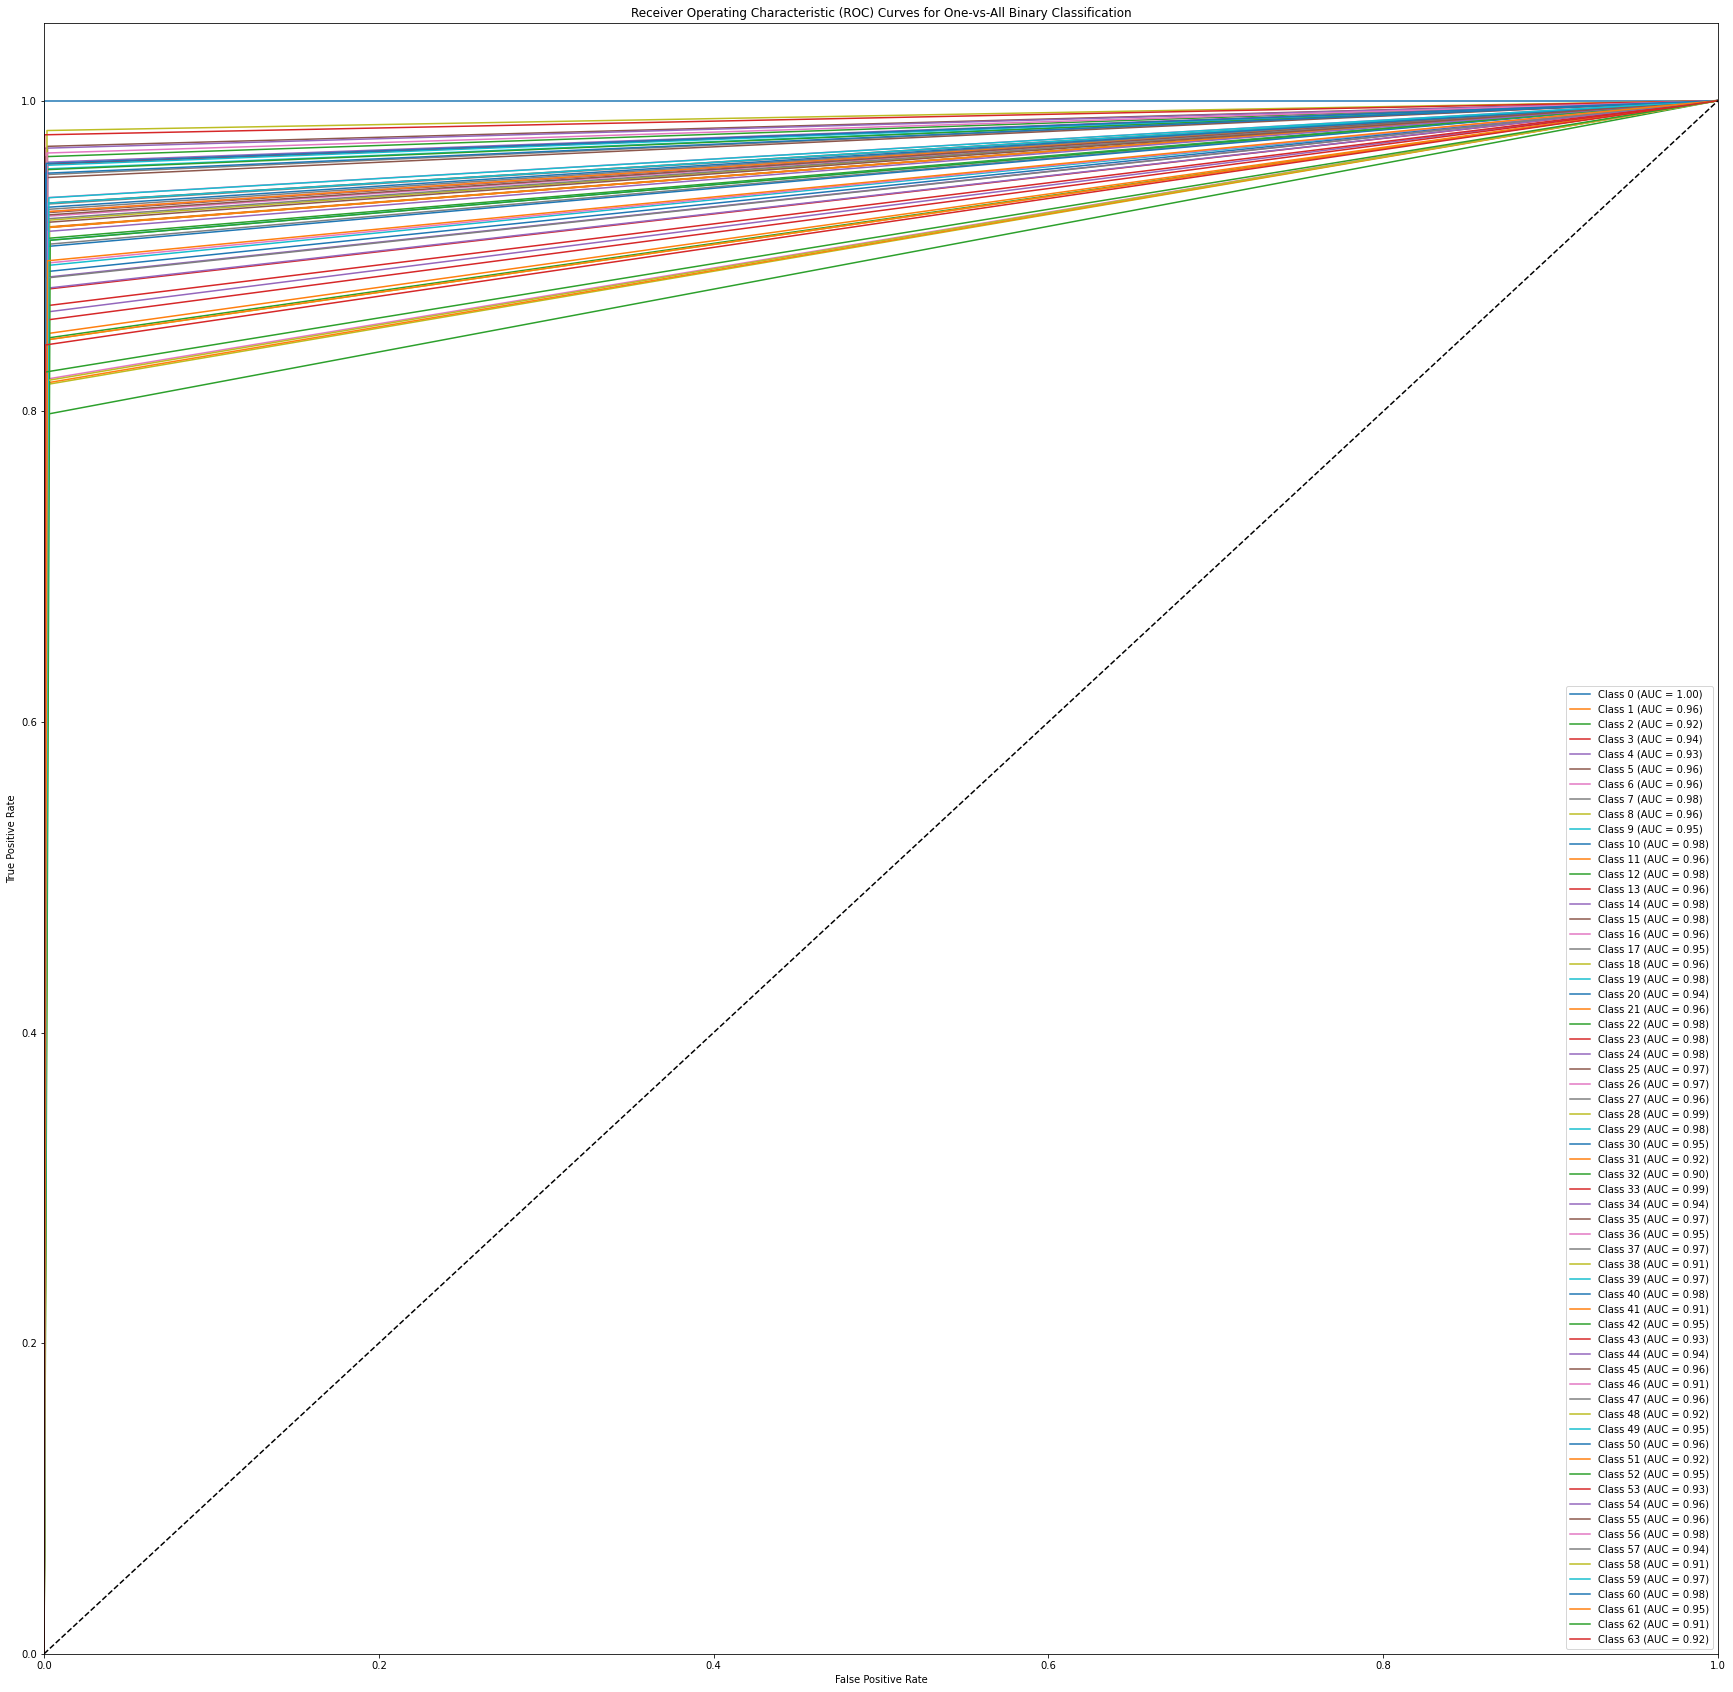 Receiver Operating Characteristic (ROC) Curves for One-vs-All Binary Classification
1.0
0.8
0.6
0.4
0.2
0.0
True Positive Rate
Class 0 (AUC = 1.00)
Class 1 (AUC = 0.96)
Class 2 (AUC = 0.92)
Class 3 (AUC = 0.94)
Class 4 (AUC = 0.93)
Class 5 (AUC = 0.96)
Class 6 (AUC = 0.96)
Class 7 (AUC = 0.98)
Class 8 (AUC = 0.96)
Class 9 (AUC = 0.95)
Class 10 (AUC = 0.98)
Class 11 (AUC = 0.96)
Class 12 (AUC = 0.98)
Class 13 (AUC = 0.96)
Class 14 (AUC = 0.98)
Class 15 (AUC = 0.98)
Class 16 (AUC = 0.96)
Class 17 (AUC = 0.95)
Class 18 (AUC = 0.96)
Class 19 (AUC = 0.98)
Class 20 (AUC = 0.94)
Class 21 (AUC = 0.96)
Class 22 (AUC = 0.98)
Class 23 (AUC = 0.98)
Class 24 (AUC = 0.98)
Class 25 (AUC = 0.97)
Class 26 (AUC = 0.97)
Class 27 (AUC = 0.96)
Class 28 (AUC = 0.99)
Class 29 (AUC = 0.98)
Class 30 (AUC = 0.95)
Class 31 (AUC = 0.92)
Class 32 (AUC = 0.90)
Class 33 (AUC = 0.99)
Class 34 (AUC = 0.94)
Class 35 (AUC = 0.97)
Class 36 (AUC = 0.95)
Class 37 (AUC = 0.97)
Class 38 (AUC = 0.91)
Class 39 (AUC = 0.97)
Class 40 (AUC = 0.98)
Class 41 (AUC = 0.91)
Class 42 (AUC = 0.95)
Class 43 (AUC = 0.93)
Class 44 (AUC = 0.94)
Class 45 (AUC = 0.96)
Class 46 (AUC = 0.91)
Class 47 (AUC = 0.96)
Class 48 (AUC = 0.92)
Class 49 (AUC = 0.95)
Class 50 (AUC = 0.96)
Class 51 (AUC = 0.92)
Class 52 (AUC = 0.95)
Class 53 (AUC = 0.93)
Class 54 (AUC = 0.96)
Class 55 (AUC = 0.96)
Class 56 (AUC = 0.98)
Class 57 (AUC = 0.94)
Class 58 (AUC = 0.91)
Class 59 (AUC = 0.97)
Class 60 (AUC = 0.98)
Class 61 (AUC = 0.95)
Class 62 (AUC = 0.91)
Class 63 (AUC = 0.92)
0.0 0.2 0.4 0.6 0.8 1.0
False Positive Rate